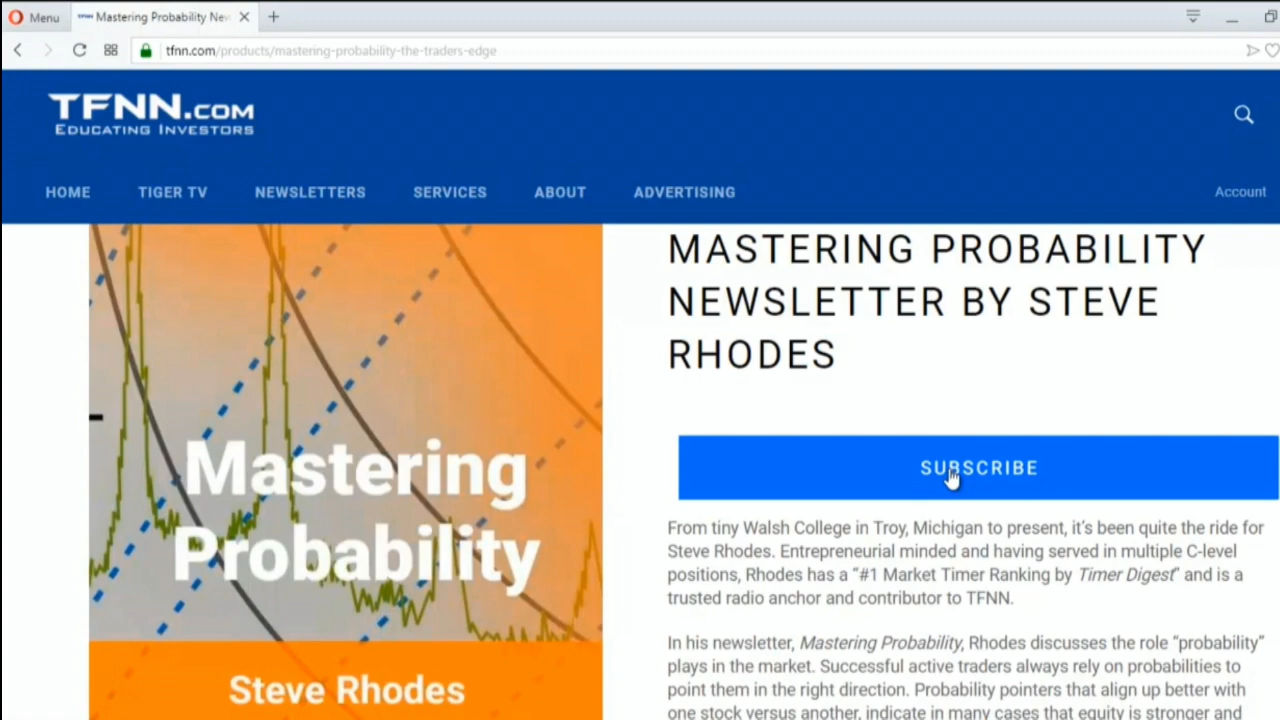 Menu
Mastering Probability New
tfnn.com/products/mastering-probability-the-traders-edge
TFNN.COM
EDUCATING INVESTORS
HOME TIGER TV NEWSLETTERS SERVICES ABOUT ADVERTISING Account
Mastering
Probability
Steve Rhodes
MASTERING PROBABILITY
NEWSLETTER BY STEVE
RHODES
SUBSCRIBE
From tiny Walsh College in Troy, Michigan to present, it's been quite the ride for
Steve Rhodes. Entrepreneurial minded and having served in multiple C-level
positions, Rhodes has a “#1 Market Timer Ranking by Timer Digest” and is a
trusted radio anchor and contributor to TFNN.
In his newsletter, Mastering Probability, Rhodes discusses the role “probability”
plays in the market. Successful active traders always rely on probabilities to
point them in the right direction. Probability pointers that align up better with
one stock versus another, indicate in many cases that equity is stronger and